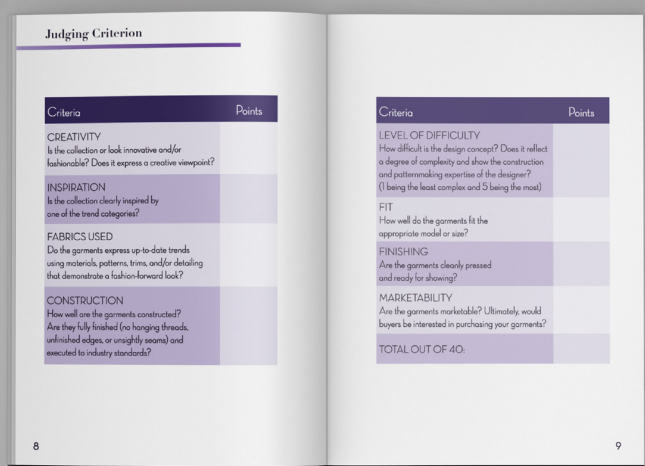 Judging Criterion
Criteria Points
CREATIVITY
Is the collection or look innovative and/or
fashionable? Does it express a creative viewpoint?
INSPIRATION
Is the collection clearly inspired by
one of the trend categories?
FABRICS USED
Do the garments express up-to-date trends
using materials, patterns, trims, and/or detailing
that demonstrate a fashion-forward look?
CONSTRUCTION
How well are the garments constructed?
Are they fully finished (no hanging threads,
unfinished edges, or unsightly seams) and
executed to industry standards?
8
Criteria Points
LEVEL OF DIFFICULTY
How difficult is the design concept? Does it reflect
a degree of complexity and show the construction
and patternmaking expertise of the designer?
(1 being the least complex and 5 being the most)
FIT
How well do the garments fit the
appropriate model or size?
FINISHING
Are the garments cleanly pressed
and ready for showing?
MARKETABILITY
Are the garments marketable? Ultimately, would
buyers be interested in purchasing your garments?
TOTAL OUT OF 40:
9